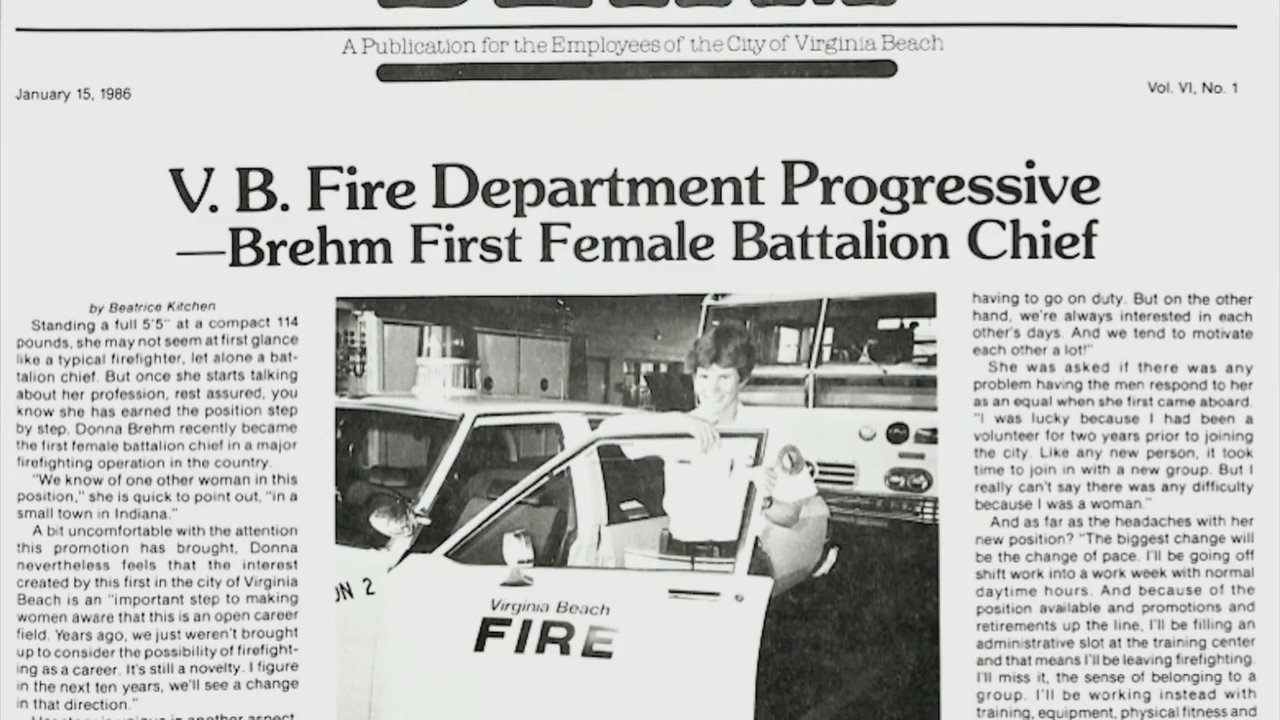 A Publication for the Employees of the City of Virginia Beach
January 15, 1986
Vol. VI, No. 1
V. B. Fire Department Progressive
—Brehm First Female Battalion Chief
by Beatrice Kitchen
Standing a full 5'5" at a compact 114
pounds, she may not seem at first glance
like a typical firefighter, let alone a bat-
talion chief. But once she starts talking
about her profession, rest assured, you
know she has earned the position step
by step. Donna Brehm recently became
the first female battalion chief in a major
firefighting operation in the country.
"We know of one other woman in this
position," she is quick to point out, "in a
small town in Indiana."
A bit uncomfortable with the attention
this promotion has brought, Donna
nevertheless feels that the interest
created by this first in the city of Virginia
Beach is an "important step to making
women aware that this is an open career
field. Years ago, we just weren't brought
up to consider the possibility of firefight-
ing as a career. It's still a novelty. I figure
in the next ten years, we'll see a change
in that direction."
is unique in another aspect
N 2
Virginia Beach
FIRE
having to go on duty. But on the other
hand, we're always interested in each
other's days. And we tend to motivate
each other a lot!"
She was asked if there was any
problem having the men respond to her
as an equal when she first came aboard.
"I was lucky because I had been a
volunteer for two years prior to joining
the city. Like any new person, it took
time to join in with a new group. But I
really can't say there was any difficulty
because I was a woman."
And as far as the headaches with her
new position? "The biggest change will
be the change of pace. I'll be going off
shift work into a work week with normal
daytime hours. And because of the
position available and promotions and
retirements up the line, I'll be filling an
administrative slot at the training center
and that means I'll be leaving firefighting.
I'll miss it, the sense of belonging to a
group. I'll be working instead with
training, equipment, physical fitness and